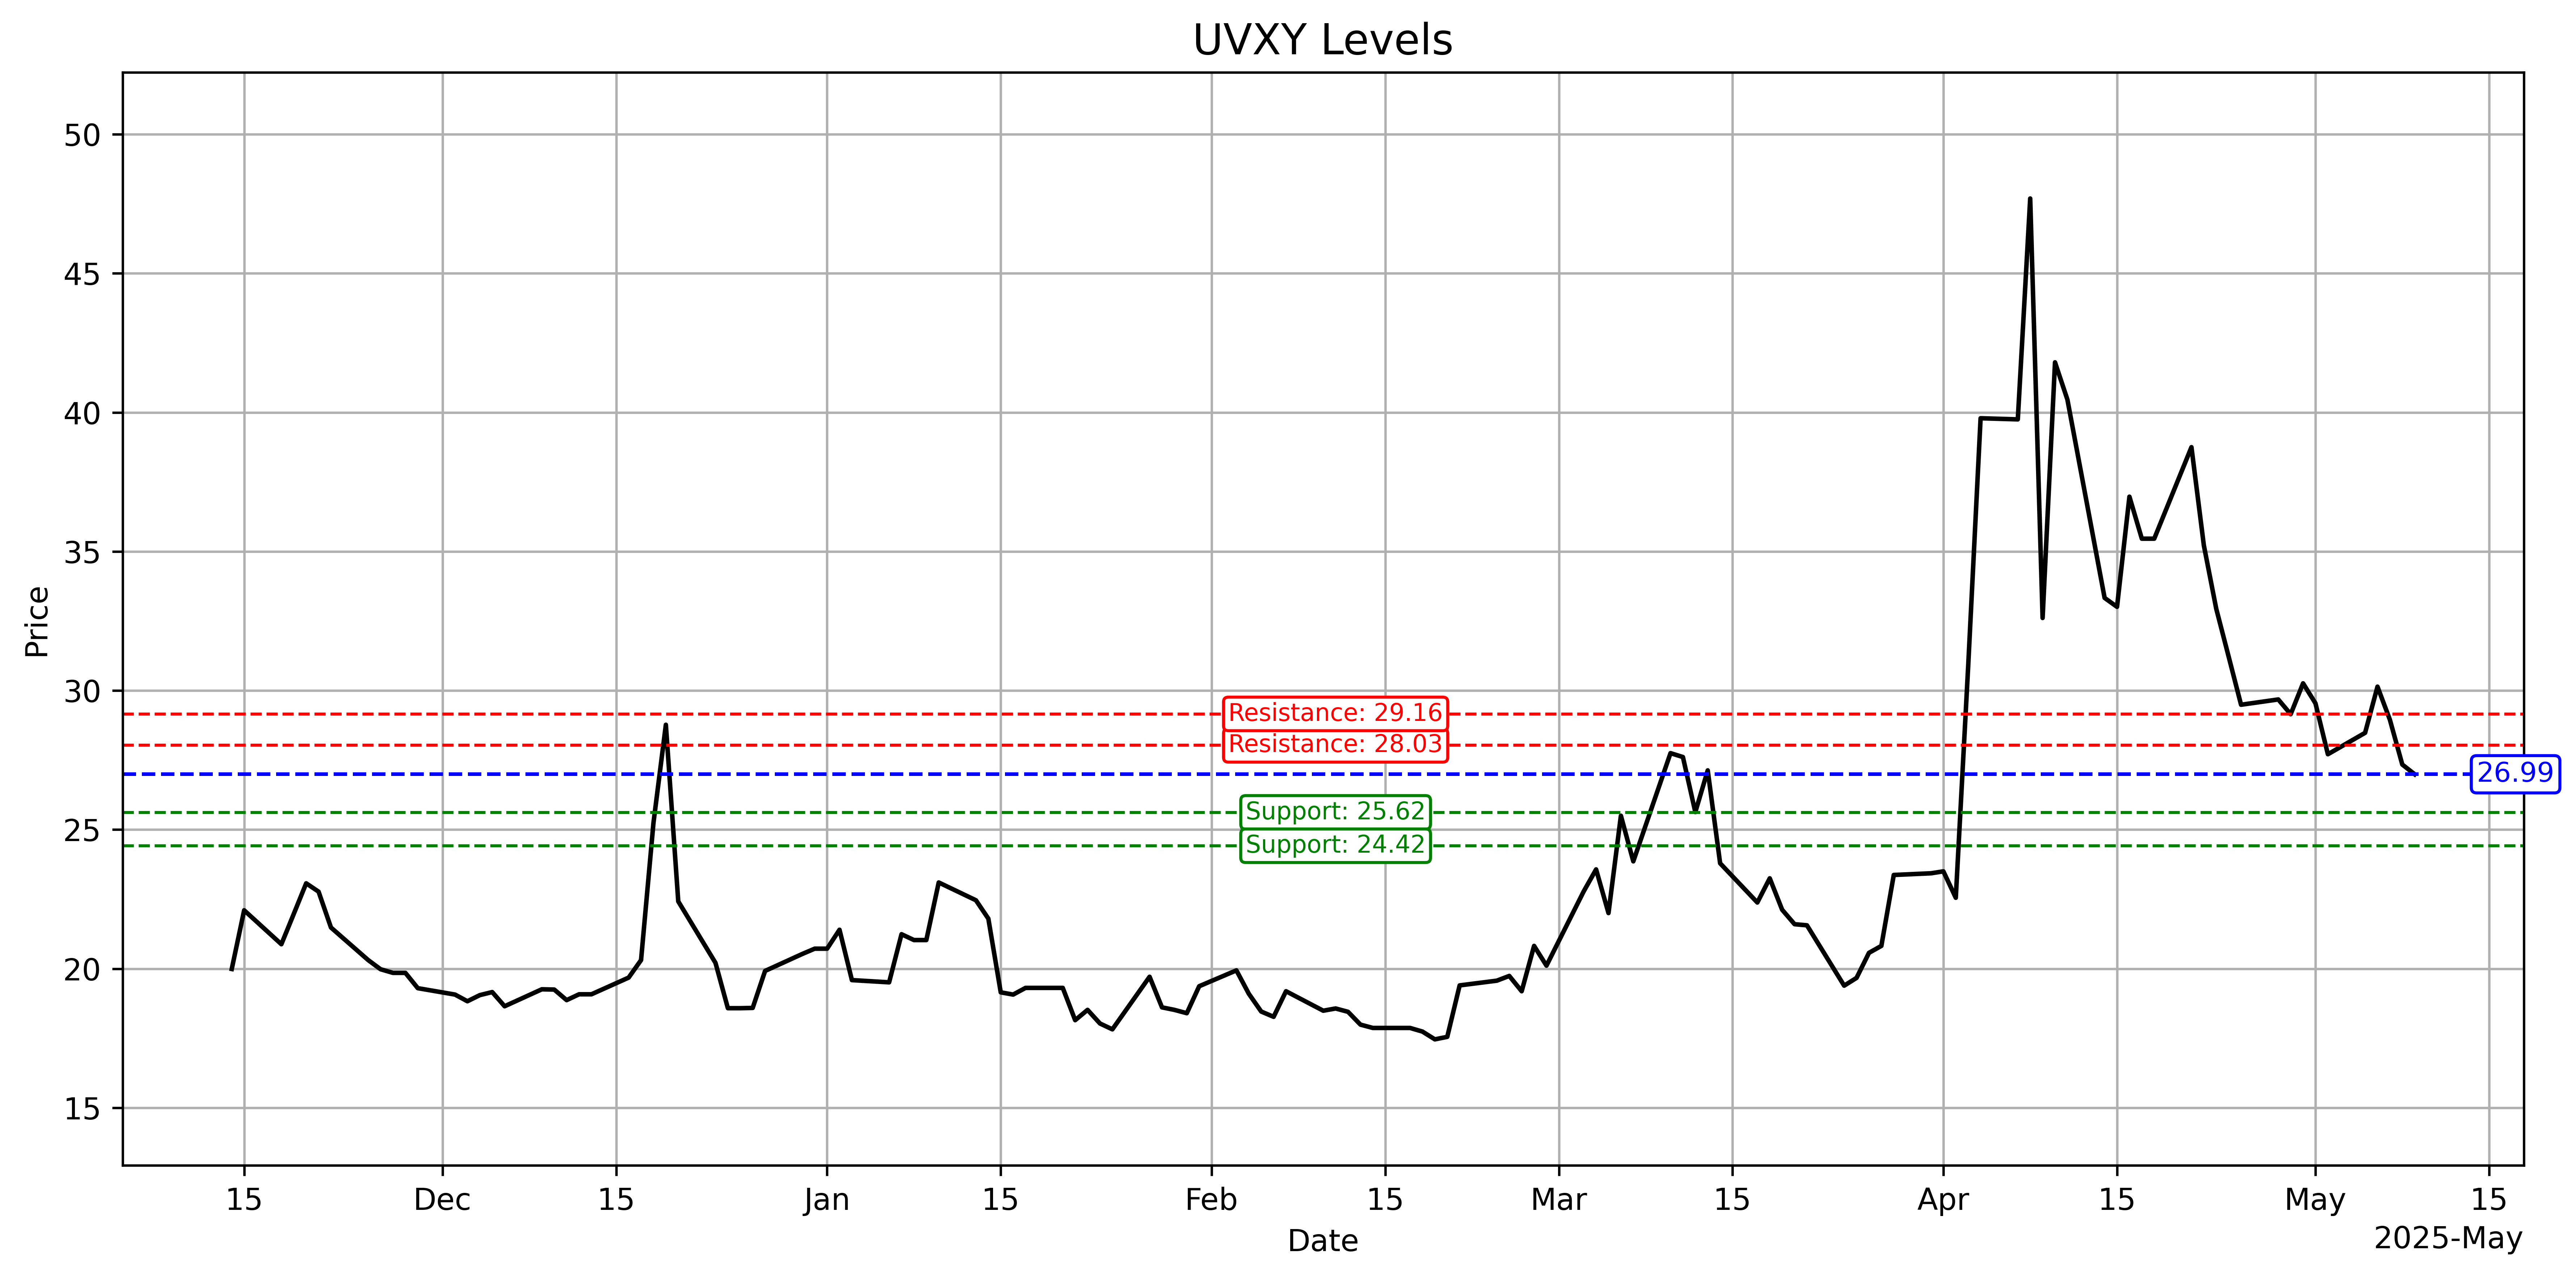 UVXY Levels
Price
50
45
40
35
30
25
20
15
Resistance: 29.16
Resistance: 28.03
26.99
Support: 25.62
Support: 24.42
15 Dec 15 Jan 15 Feb 15 Mar 15 Apr 15 May 15
2025-May
Date